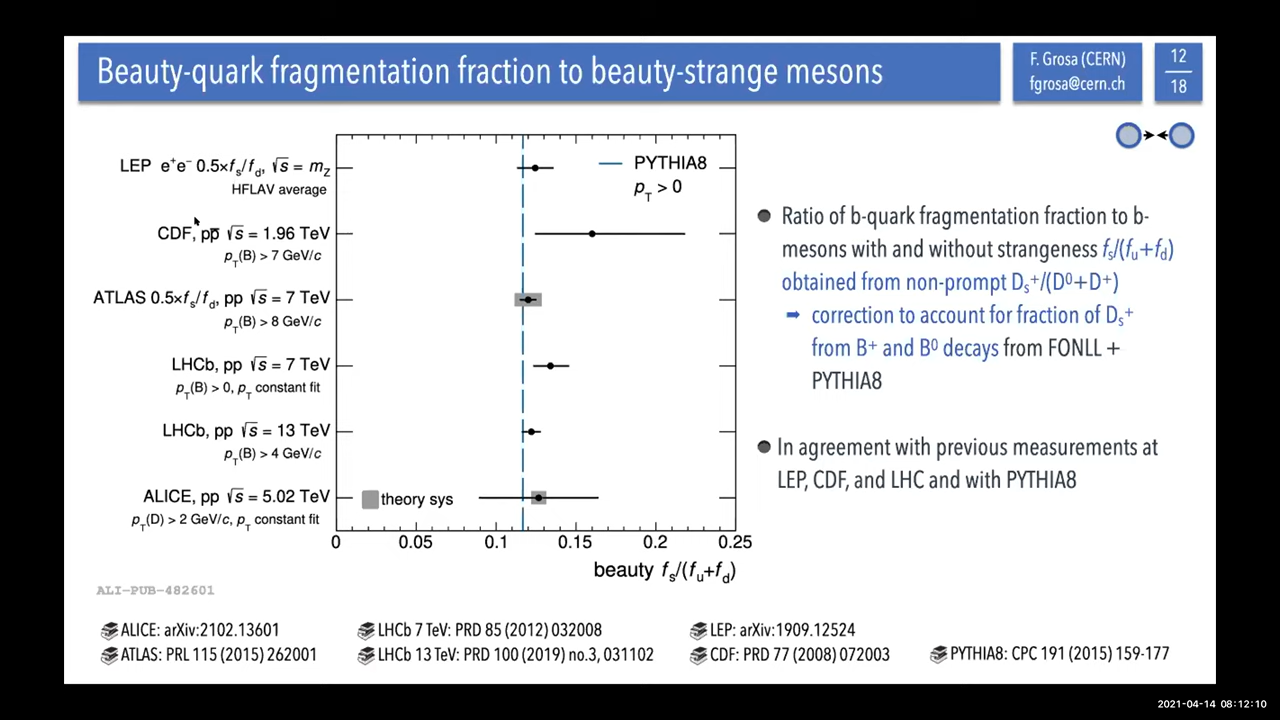 Beauty-quark fragmentation fraction to beauty-strange mesons
F. Grosa (CERN)
fgrosa@cern.ch
12
18
LEP e⁺e⁻ 0.5×fₛ/f_d, √s = m_Z
HFLAV average
CDF, pp̅ √s = 1.96 TeV
p_T(B) > 7 GeV/c
ATLAS 0.5×fₛ/f_d, pp √s = 7 TeV
p_T(B) > 8 GeV/c
LHCb, pp √s = 7 TeV
p_T(B) > 0, p_T constant fit
LHCb, pp √s = 13 TeV
p_T(B) > 4 GeV/c
ALICE, pp √s = 5.02 TeV
p_T(D) > 2 GeV/c, p_T constant fit
PYTHIA8
p_T > 0
theory sys
0 0.05 0.1 0.15 0.2 0.25
beauty fₛ/(f_u+f_d)
ALI-PUB-482601
Ratio of b-quark fragmentation fraction to b-
mesons with and without strangeness fₛ/(f_u+f_d)
obtained from non-prompt Dₛ⁺/(D⁰+D⁺)
➡ correction to account for fraction of Dₛ⁺
from B⁺ and B⁰ decays from FONLL +
PYTHIA8
In agreement with previous measurements at
LEP, CDF, and LHC and with PYTHIA8
ALICE: arXiv:2102.13601
LHCb 7 TeV: PRD 85 (2012) 032008
LEP: arXiv:1909.12524
ATLAS: PRL 115 (2015) 262001
LHCb 13 TeV: PRD 100 (2019) no.3, 031102
CDF: PRD 77 (2008) 072003
PYTHIA8: CPC 191 (2015) 159-177
2021-04-14 08:12:10